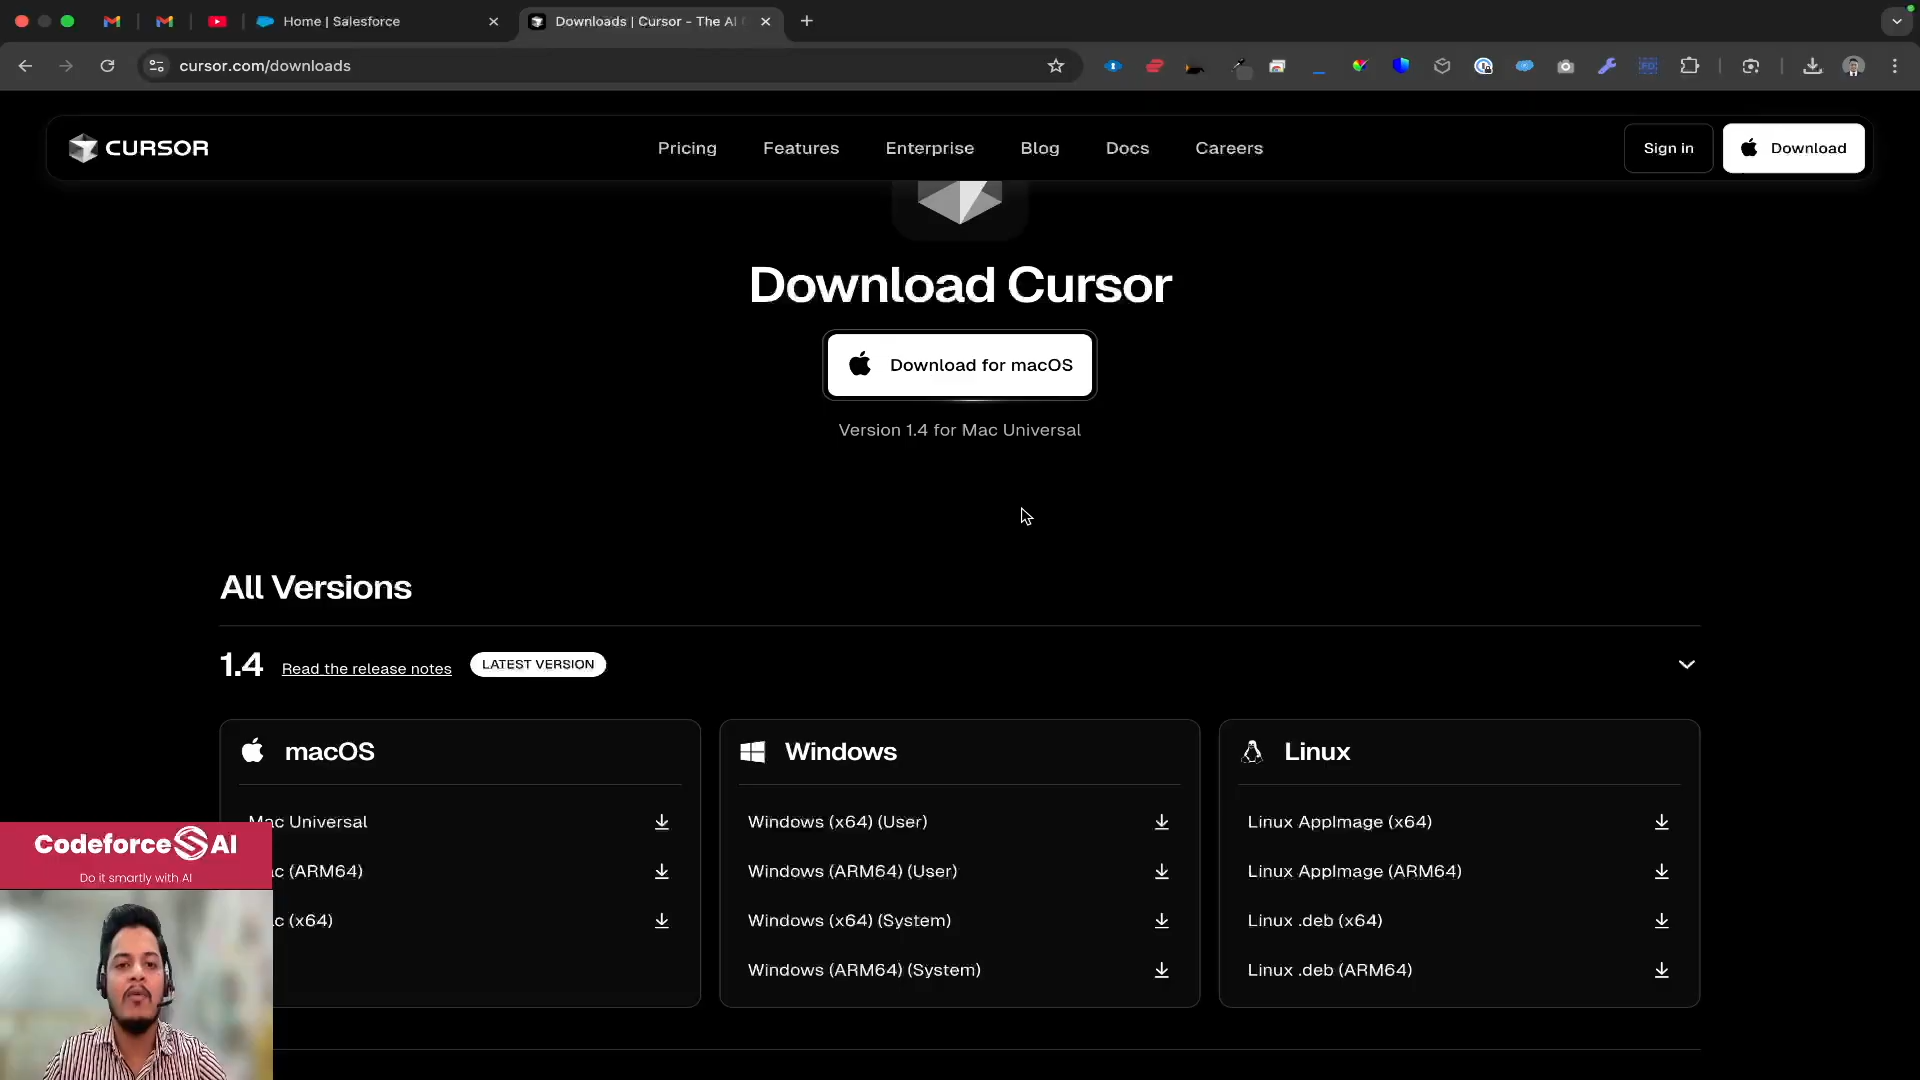 Home | Salesforce
Downloads | Cursor - The AI
cursor.com/downloads
CURSOR
Pricing
Features
Enterprise
Blog
Docs
Careers
Sign in
Download
Download Cursor
Download for macOS
Version 1.4 for Mac Universal
All Versions
1.4 Read the release notes LATEST VERSION
macOS
Mac Universal
ac (ARM64)
c (x64)
Windows
Windows (x64) (User)
Windows (ARM64) (User)
Windows (x64) (System)
Windows (ARM64) (System)
Linux
Linux AppImage (x64)
Linux AppImage (ARM64)
Linux .deb (x64)
Linux .deb (ARM64)
Codeforce AI
Do it smartly with AI